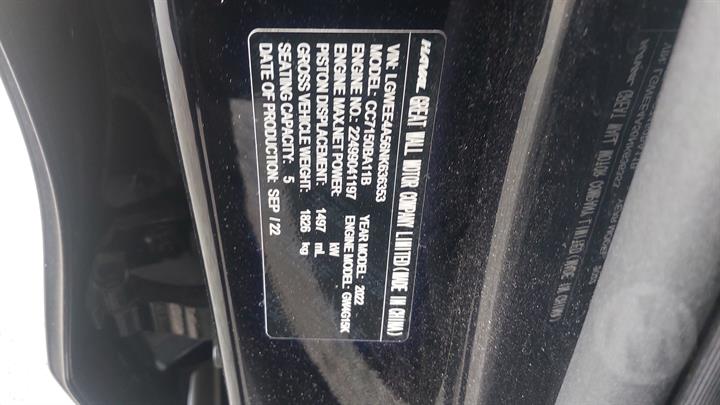 HAVAL GREAT WALL MOTOR COMPANY LIMITED(MADE IN CHINA)
VIN: LGWEE4A56NK636353
MODEL: CC7150BA11B YEAR MODEL: 2022
ENGINE NO: 22499041197 ENGINE MODEL: GW4G15K
ENGINE MAX.NET POWER: kW
PISTON DISPLACEMENT: 1497 mL
GROSS VEHICLE WEIGHT: 1826 kg
SEATING CAPACITY: 5
DATE OF PRODUCTION: SEP /22